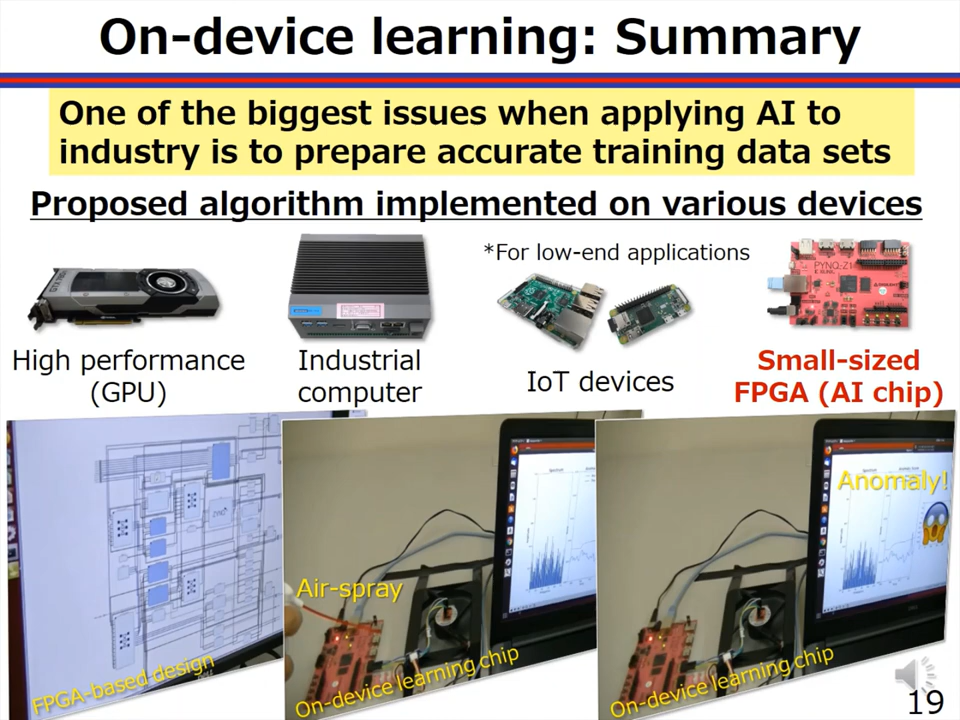 On-device learning: Summary
One of the biggest issues when applying AI to
industry is to prepare accurate training data sets
Proposed algorithm implemented on various devices
*For low-end applications
PYNQ-Z1
High performance
(GPU)
Industrial
computer
IoT devices
Small-sized
FPGA (AI chip)
ZYNQ
Anomaly!
Air-spray
FPGA-based design
On-device learning chip
On-device learning chip
19